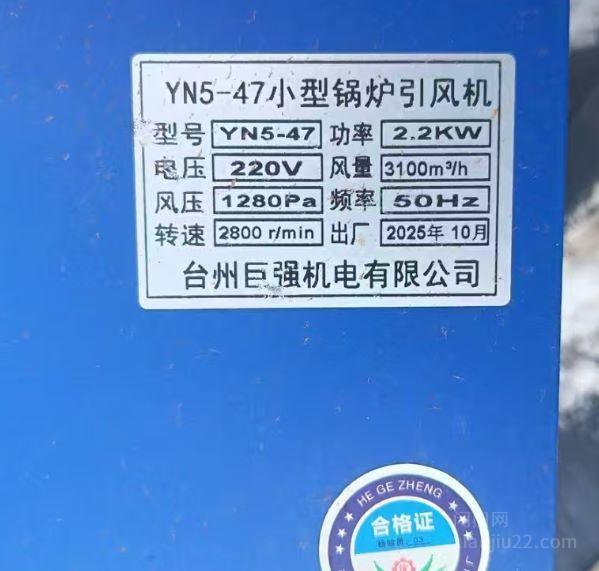 YN5-47小型锅炉引风机
型号 YN5-47 功率 2.2KW
电压 220V 风量 3100m³/h
风压 1280Pa 频率 50Hz
转速 2800 r/min 出厂 2025年 10月
台州巨强机电有限公司
HE GE ZHENG
合格证